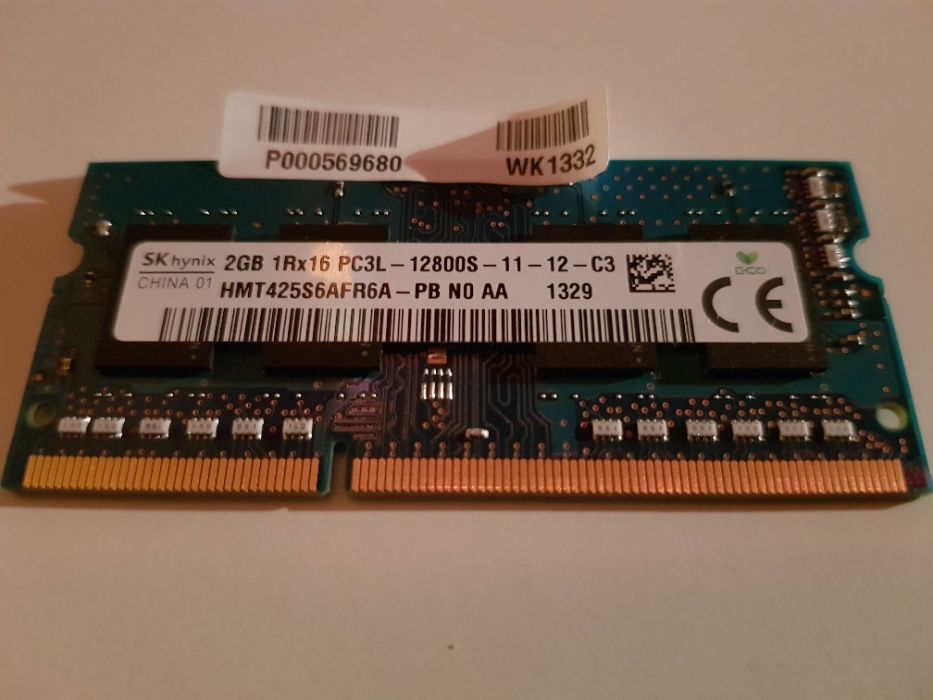 P000569680 WK1332
SK hynix 2GB 1Rx16 PC3L-12800S-11-12-C3
CHINA 01 HMT425S6AFR6A-PB N0 AA 1329
ECO
CE